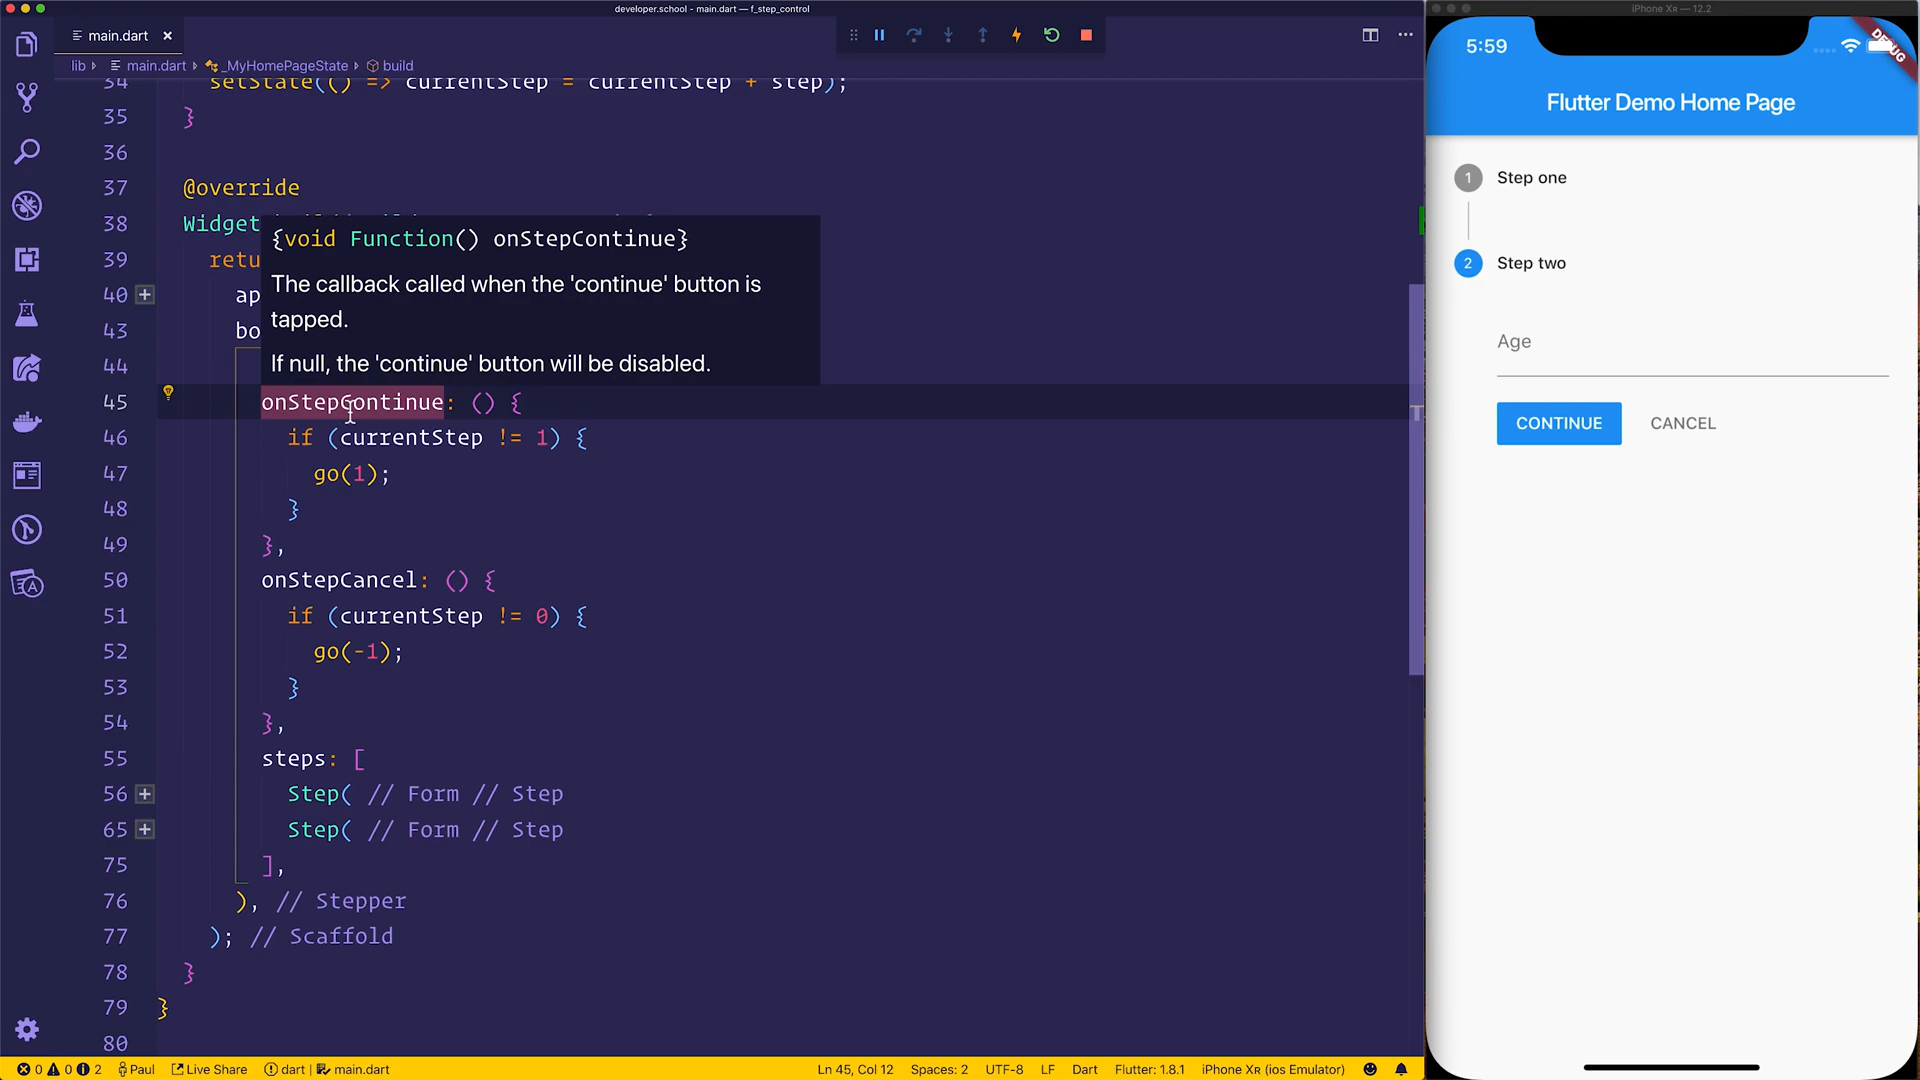 developer.school - main.dart — f_step_control
main.dart
lib main.dart _MyHomePageState build
34 setState(() => currentStep = currentStep + step);
35 }
36
37 @override
38 Widget
39 retu
40 ap
43 bo
44
{void Function() onStepContinue}
The callback called when the 'continue' button is
tapped.
If null, the 'continue' button will be disabled.
45 onStepContinue: () {
46 if (currentStep != 1) {
47 go(1);
48 }
49 },
50 onStepCancel: () {
51 if (currentStep != 0) {
52 go(-1);
53 }
54 },
55 steps: [
56 Step( // Form // Step
65 Step( // Form // Step
75 ],
76 ), // Stepper
77 ); // Scaffold
78 }
79 }
80
0 0 2 Paul Live Share dart | main.dart Ln 45, Col 12 Spaces: 2 UTF-8 LF Dart Flutter: 1.8.1 iPhone Xʀ (ios Emulator)
iPhone Xʀ — 12.2
5:59
DEBUG
Flutter Demo Home Page
1 Step one
2 Step two
Age
CONTINUE CANCEL